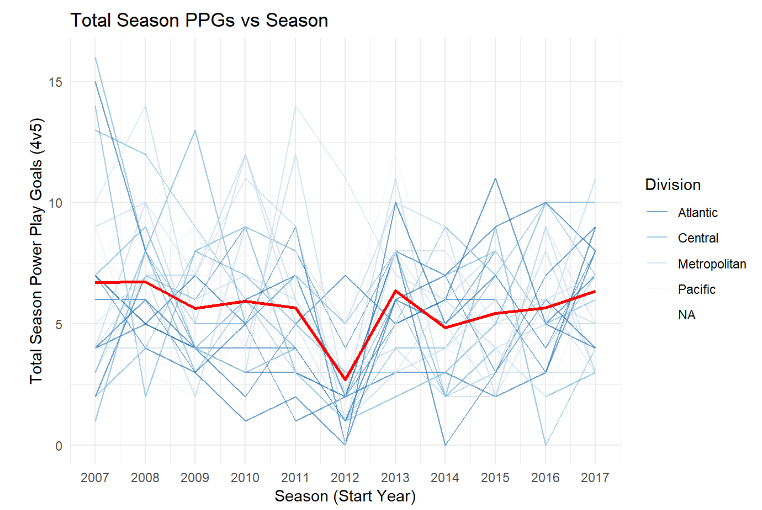 Total Season PPGs vs Season
Total Season Power Play Goals (4v5)
15
10
5
0
2007 2008 2009 2010 2011 2012 2013 2014 2015 2016 2017
Season (Start Year)
Division
Atlantic
Central
Metropolitan
Pacific
NA